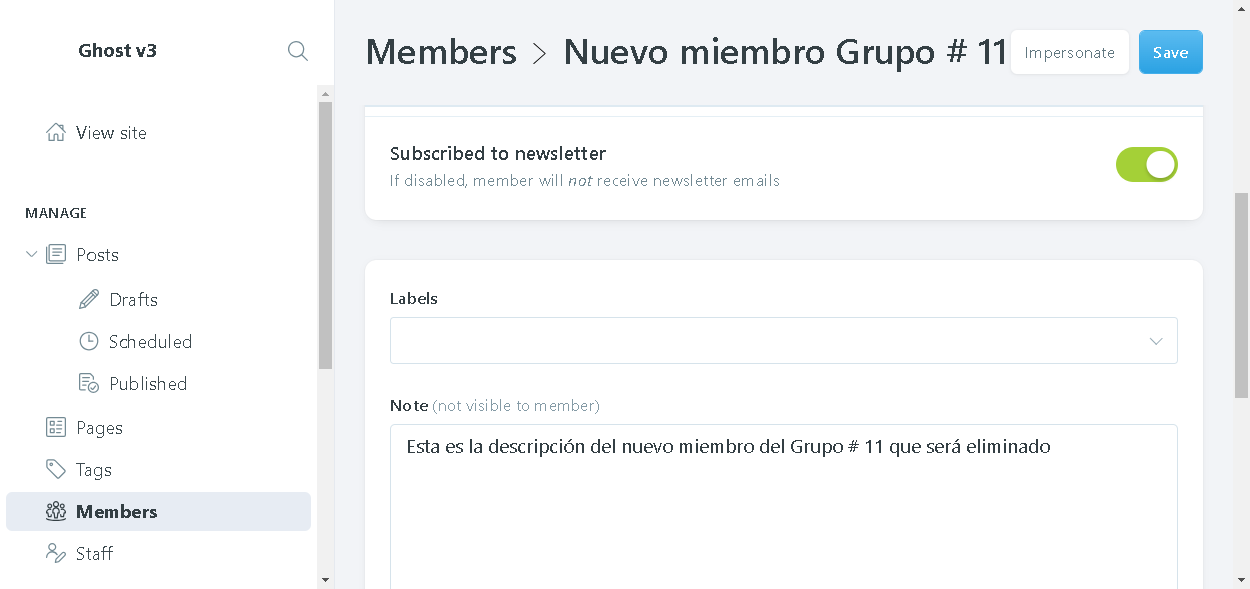 Ghost v3
View site
MANAGE
Posts
Drafts
Scheduled
Published
Pages
Tags
Members
Staff
Members > Nuevo miembro Grupo # 11
Impersonate
Save
Subscribed to newsletter
If disabled, member will not receive newsletter emails
Labels
Note (not visible to member)
Esta es la descripción del nuevo miembro del Grupo # 11 que será eliminado